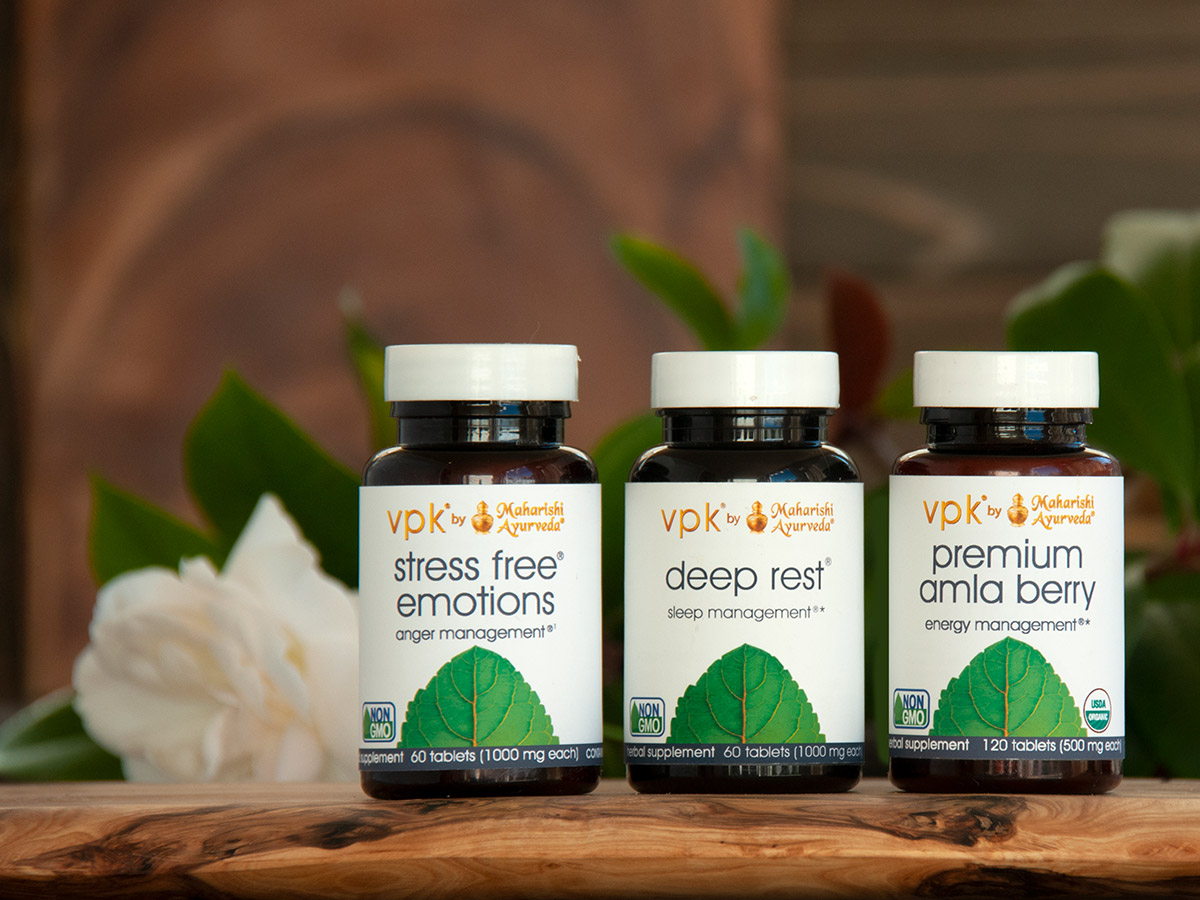 vpk® by Maharishi Ayurveda®
stress free®
emotions
anger management®¹
NON GMO
60 tablets (1000 mg each)
vpk® by Maharishi Ayurveda®
deep rest®
sleep management®*
NON GMO
herbal supplement 60 tablets (1000 mg each)
vpk® by Maharishi Ayurveda®
premium
amla berry
energy management®*
NON GMO
USDA ORGANIC
herbal supplement 120 tablets (500 mg each)